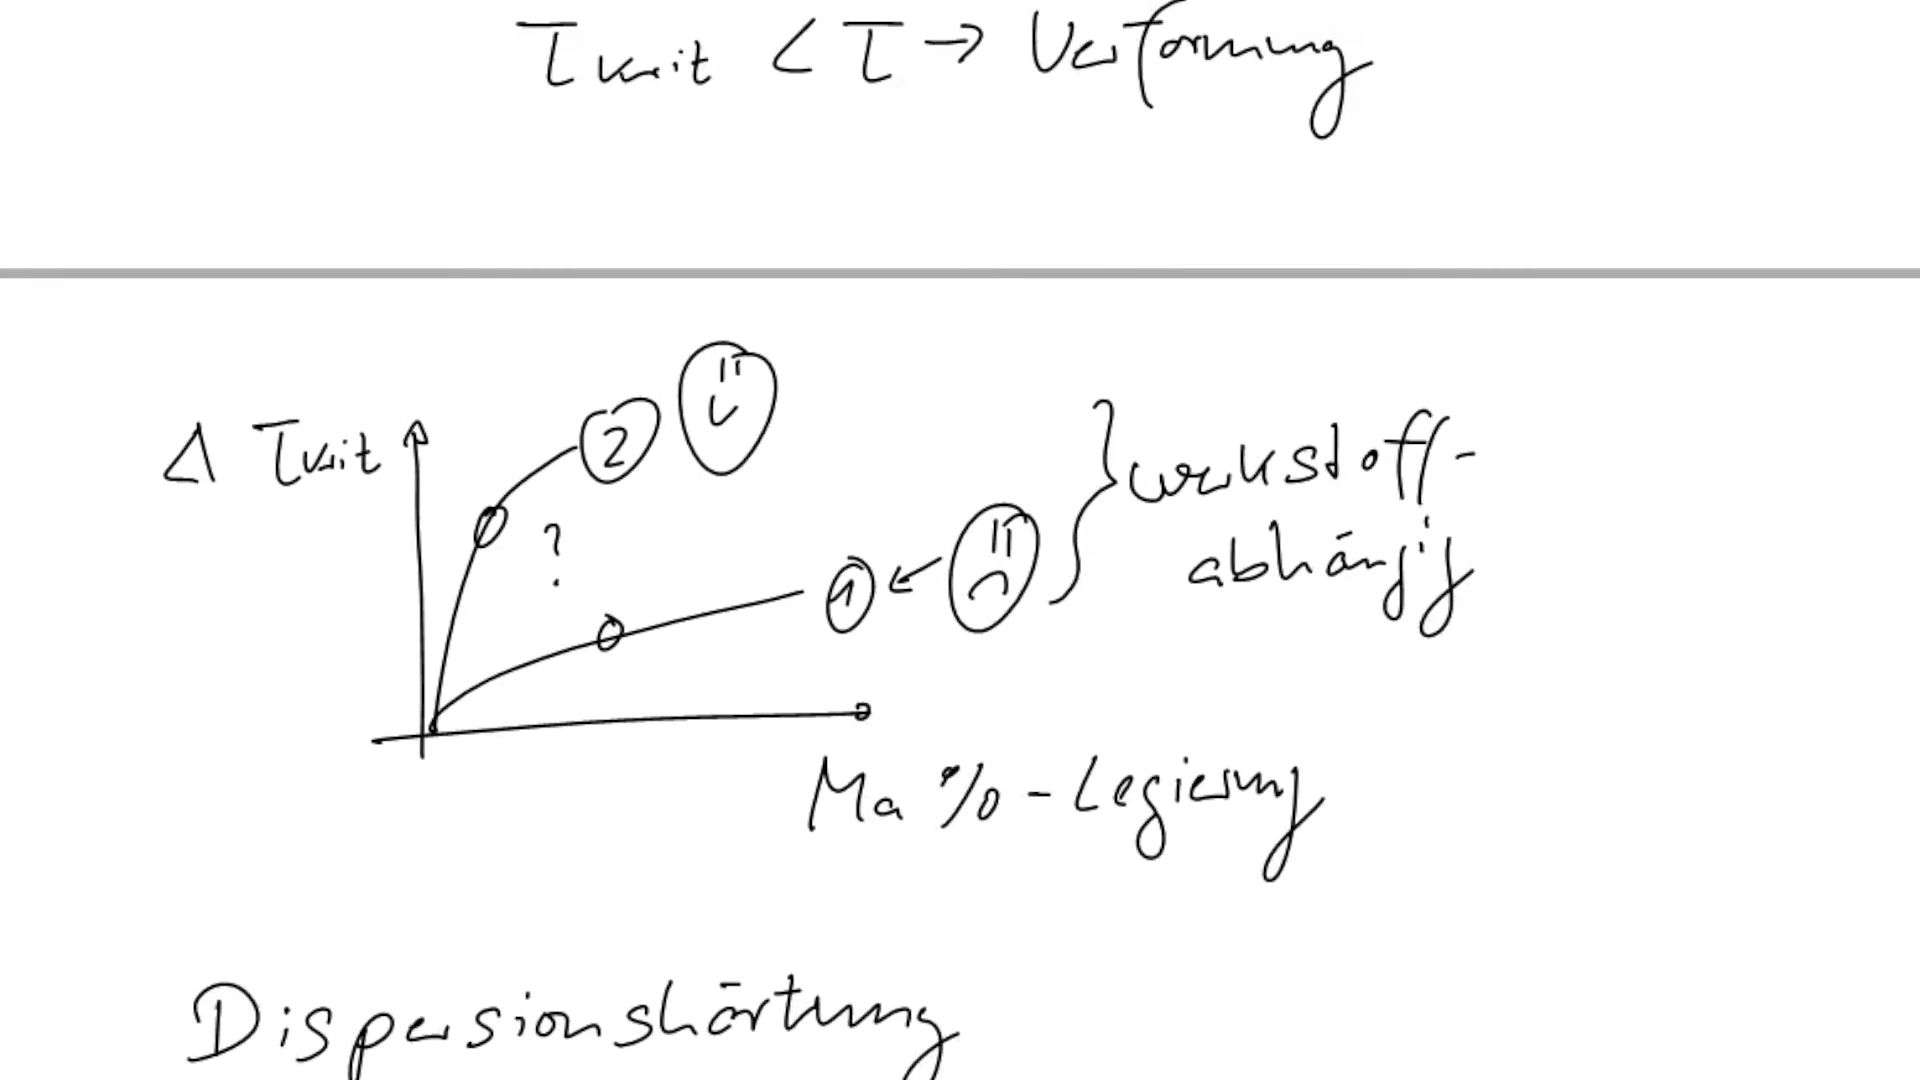 τkrit < τ → Verformung
Δ τkrit
2
?
1
werkstoff-
abhängig
Ma % - Legierung
Dispersionshärtung